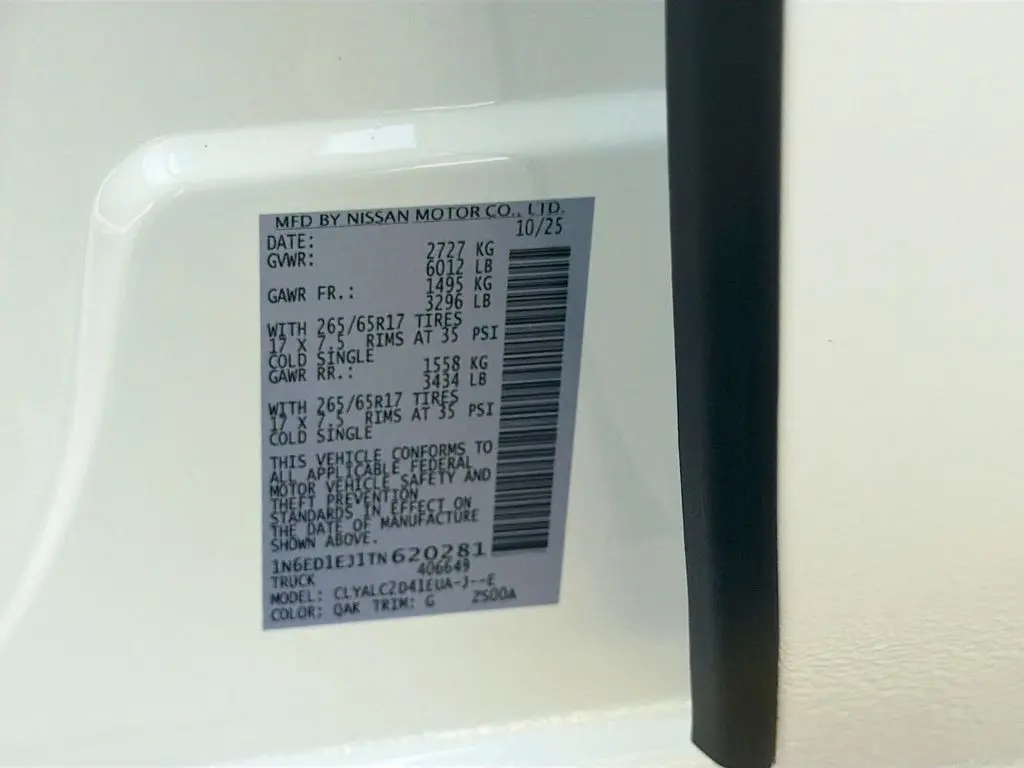 MFD BY NISSAN MOTOR CO., LTD.
DATE: 10/25
GVWR: 2727 KG
6012 LB
GAWR FR.: 1495 KG
3296 LB
WITH 265/65R17 TIRES
17 X 7.5 RIMS AT 35 PSI
COLD SINGLE
GAWR RR.: 1558 KG
3434 LB
WITH 265/65R17 TIRES
17 X 7.5 RIMS AT 35 PSI
COLD SINGLE
THIS VEHICLE CONFORMS TO
ALL APPLICABLE FEDERAL
MOTOR VEHICLE SAFETY AND
THEFT PREVENTION
STANDARDS IN EFFECT ON
THE DATE OF MANUFACTURE
SHOWN ABOVE.
1N6ED1EJ1TN620281
TRUCK 406649
MODEL: CLYALC2D41EUA-J--E
COLOR: QAK TRIM: G 2S00A